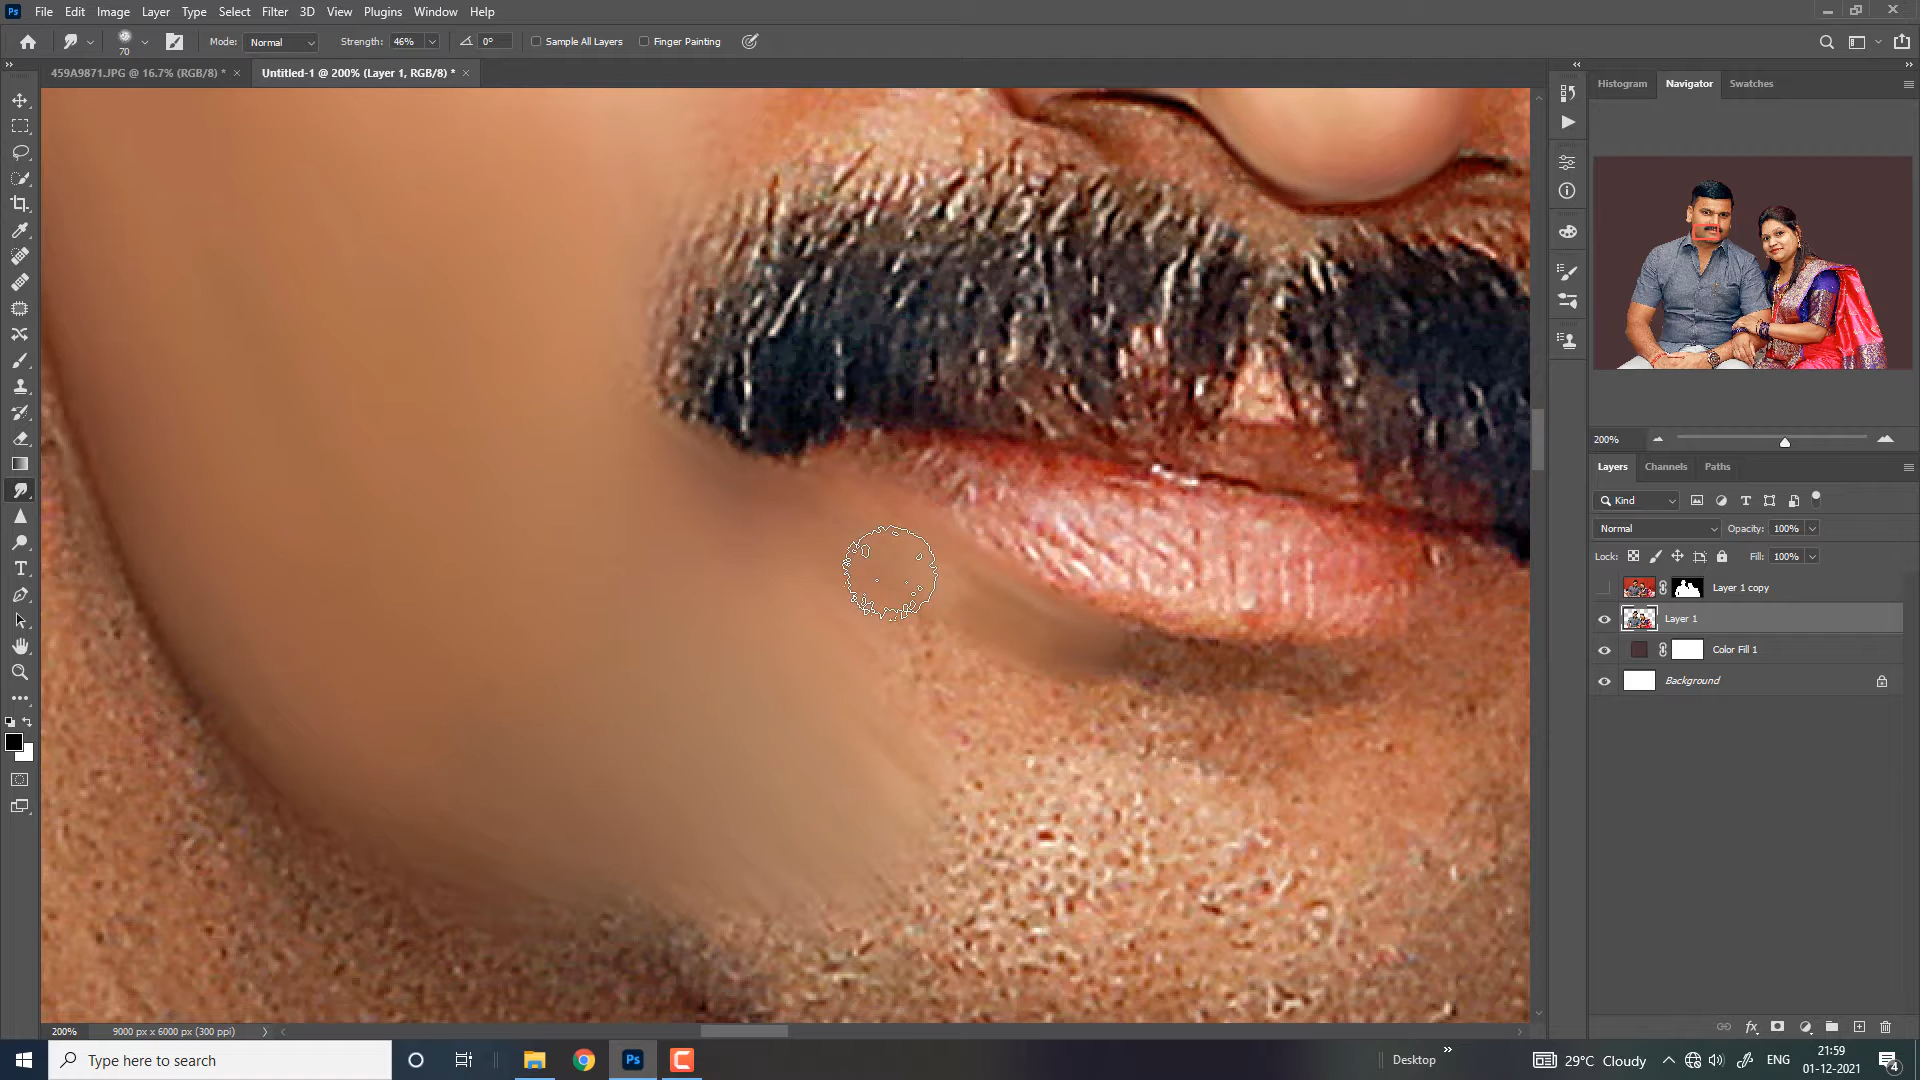 Ps File Edit Image Layer Type Select Filter 3D View Plugins Window Help
70 Mode: Normal Strength: 46% 0° Sample All Layers Finger Painting
459A9871.JPG @ 16.7% (RGB/8) * × Untitled-1 @ 200% (Layer 1, RGB/8) * ×
Histogram Navigator Swatches
200%
Layers Channels Paths
Kind
Normal Opacity: 100%
Lock: Fill: 100%
Layer 1 copy
Layer 1
Color Fill 1
Background
200% 9000 px x 6000 px (300 ppi)
Type here to search
Ps
Desktop
29°C Cloudy
ENG
21:59
01-12-2021
4